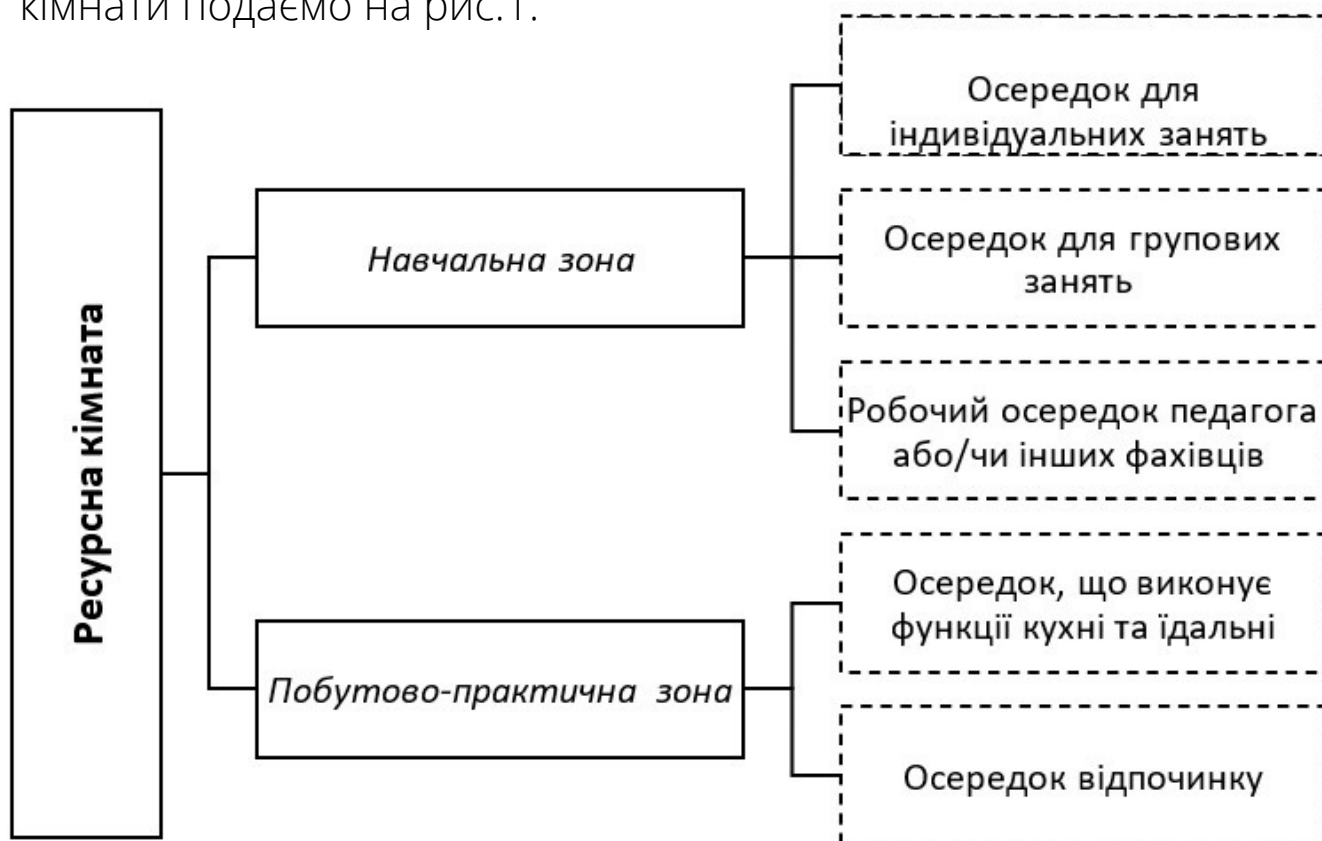 кімнати подаємо на рис.1.
Ресурсна кімната
Навчальна зона
Осередок для
індивідуальних занять
Осередок для групових
занять
Робочий осередок педагога
або/чи інших фахівців
Побутово-практична зона
Осередок, що виконує
функції кухні та їдальні
Осередок відпочинку